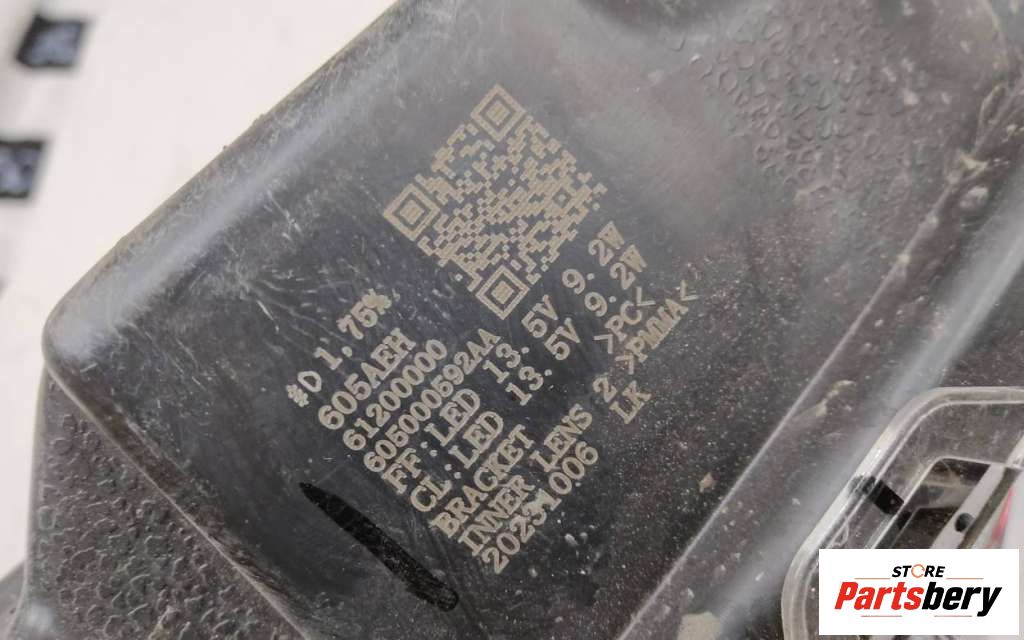 #D 1.75%
605AEH
61200000
605000592AA
FF:LED 13.5V 9.2W
CL:LED 13.5V 9.2W
BRACKET >PC<
INNER LENS 2 >PMMA<
20231006 LK
STORE
Partsbery